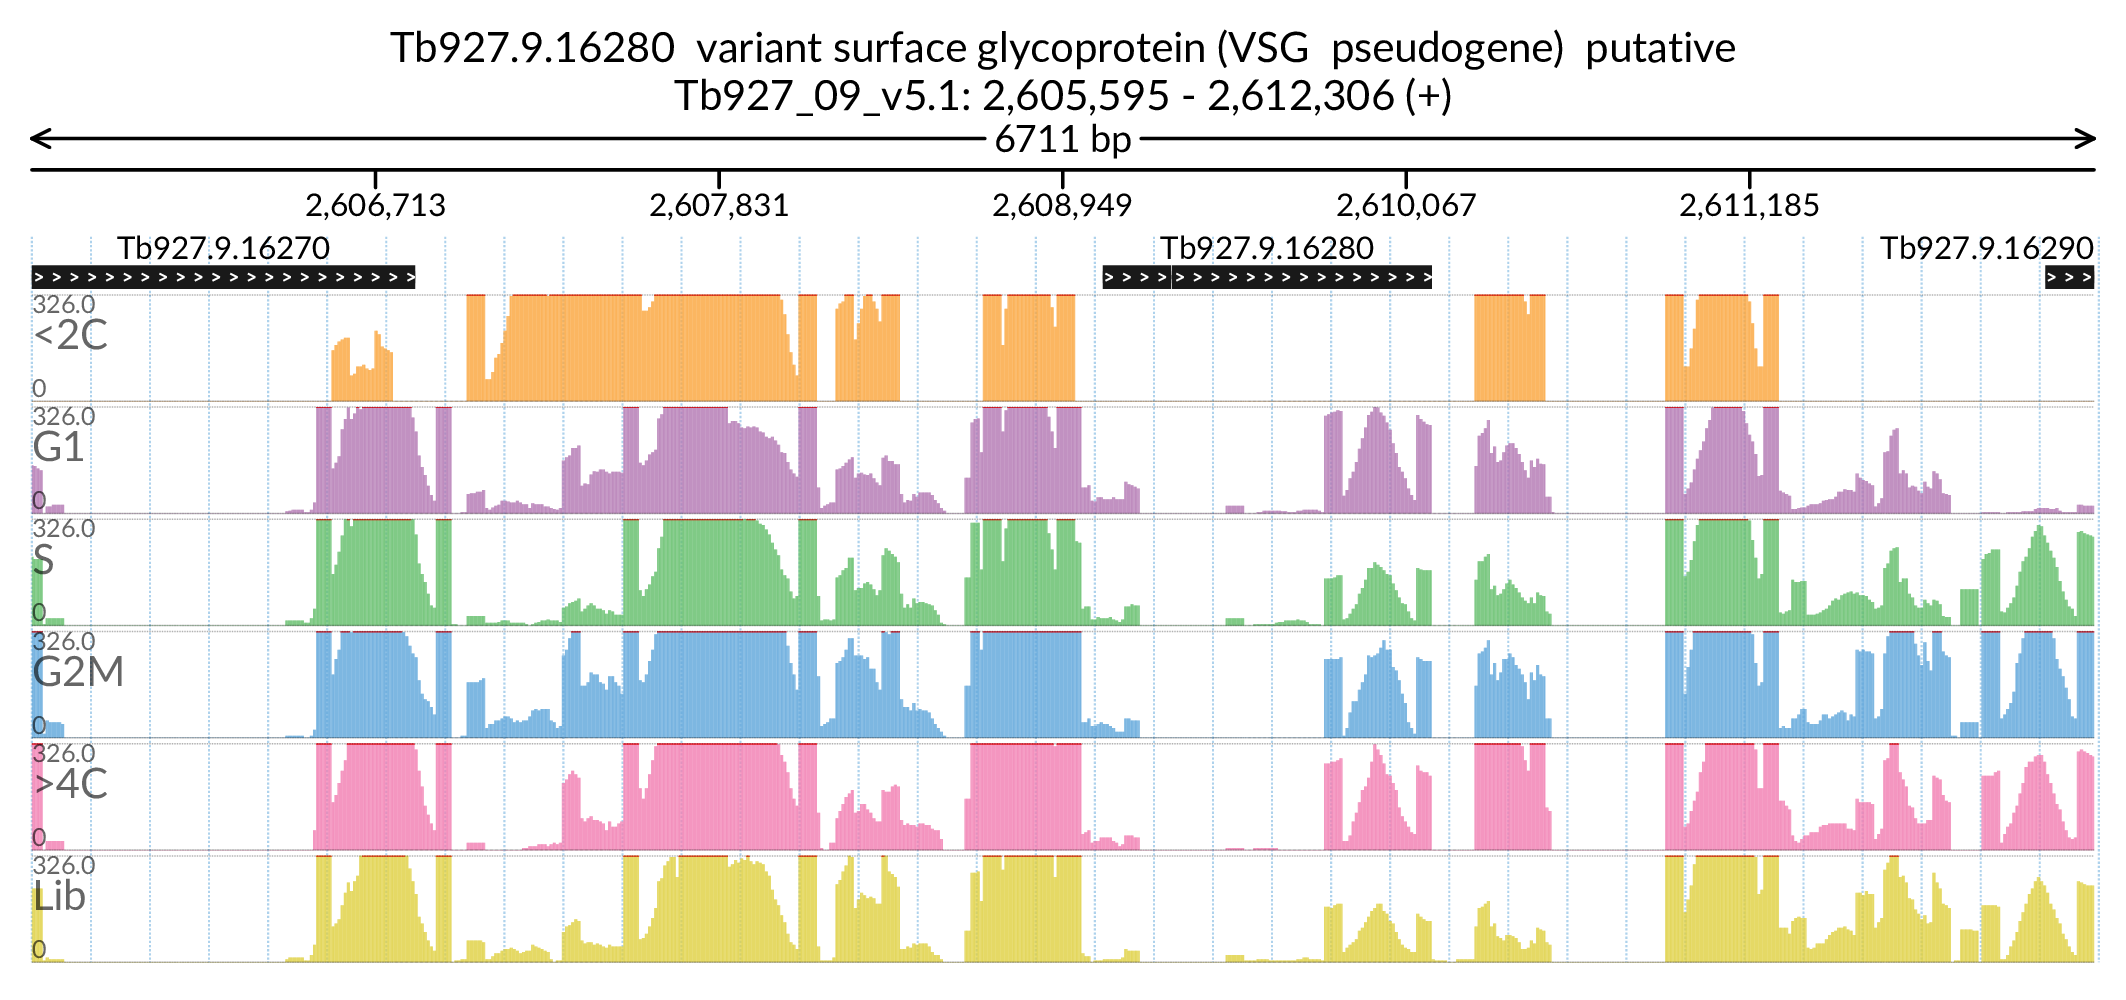 Tb927.9.16280 variant surface glycoprotein (VSG pseudogene) putative
Tb927_09_v5.1: 2,605,595 - 2,612,306 (+)
6711 bp
2,606,713 2,607,831 2,608,949 2,610,067 2,611,185
Tb927.9.16270 Tb927.9.16280 Tb927.9.16290
326.0
<2C
0
326.0
G1
0
326.0
S
0
326.0
G2M
0
326.0
>4C
0
326.0
Lib
0